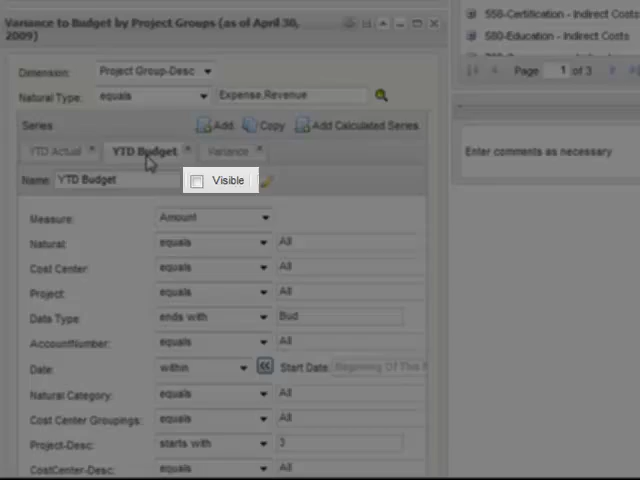 Variance to Budget by Project Groups (as of April 30,
2009)
Dimension: Project Group-Desc
Natural Type: equals Expense,Revenue
Series Add Copy Add Calculated Series
YTD Actual YTD Budget Variance
Name: YTD Budget Visible
Measure: Amount
Natural: equals All
Cost Center: equals All
Project: equals All
Data Type: ends with Bud
AccountNumber: equals All
Date: within Start Date: Beginning Of This
Natural Category: equals All
Cost Center Groupings: equals All
Project-Desc: starts with 3
CostCenter-Desc: equals All
558-Certification - Indirect Costs
580-Education - Indirect Costs
Page 1 of 3
Enter comments as necessary